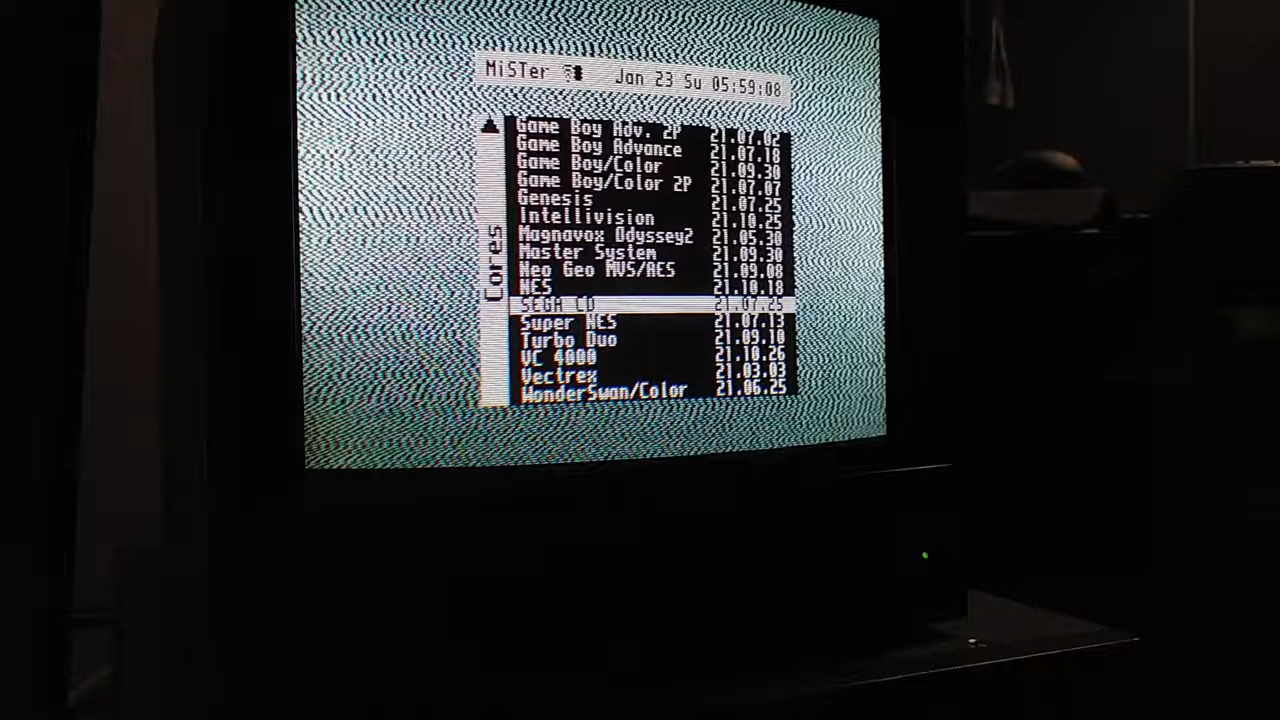 MiSTer Jan 23 Su 05:59:08
Game Boy Adv. 2P 21.07.02
Game Boy Advance 21.07.18
Game Boy/Color 21.09.30
Game Boy/Color 2P 21.07.07
Genesis 21.07.25
Intellivision 21.10.25
Magnavox Odyssey2 21.05.30
Master System 21.09.30
Neo Geo MVS/AES 21.09.08
NES 21.10.18
SEGA CD 21.07.25
Super NES 21.07.13
Turbo Duo 21.09.10
VC 4000 21.10.26
Vectrex 21.03.03
WonderSwan/Color 21.06.25
Cores